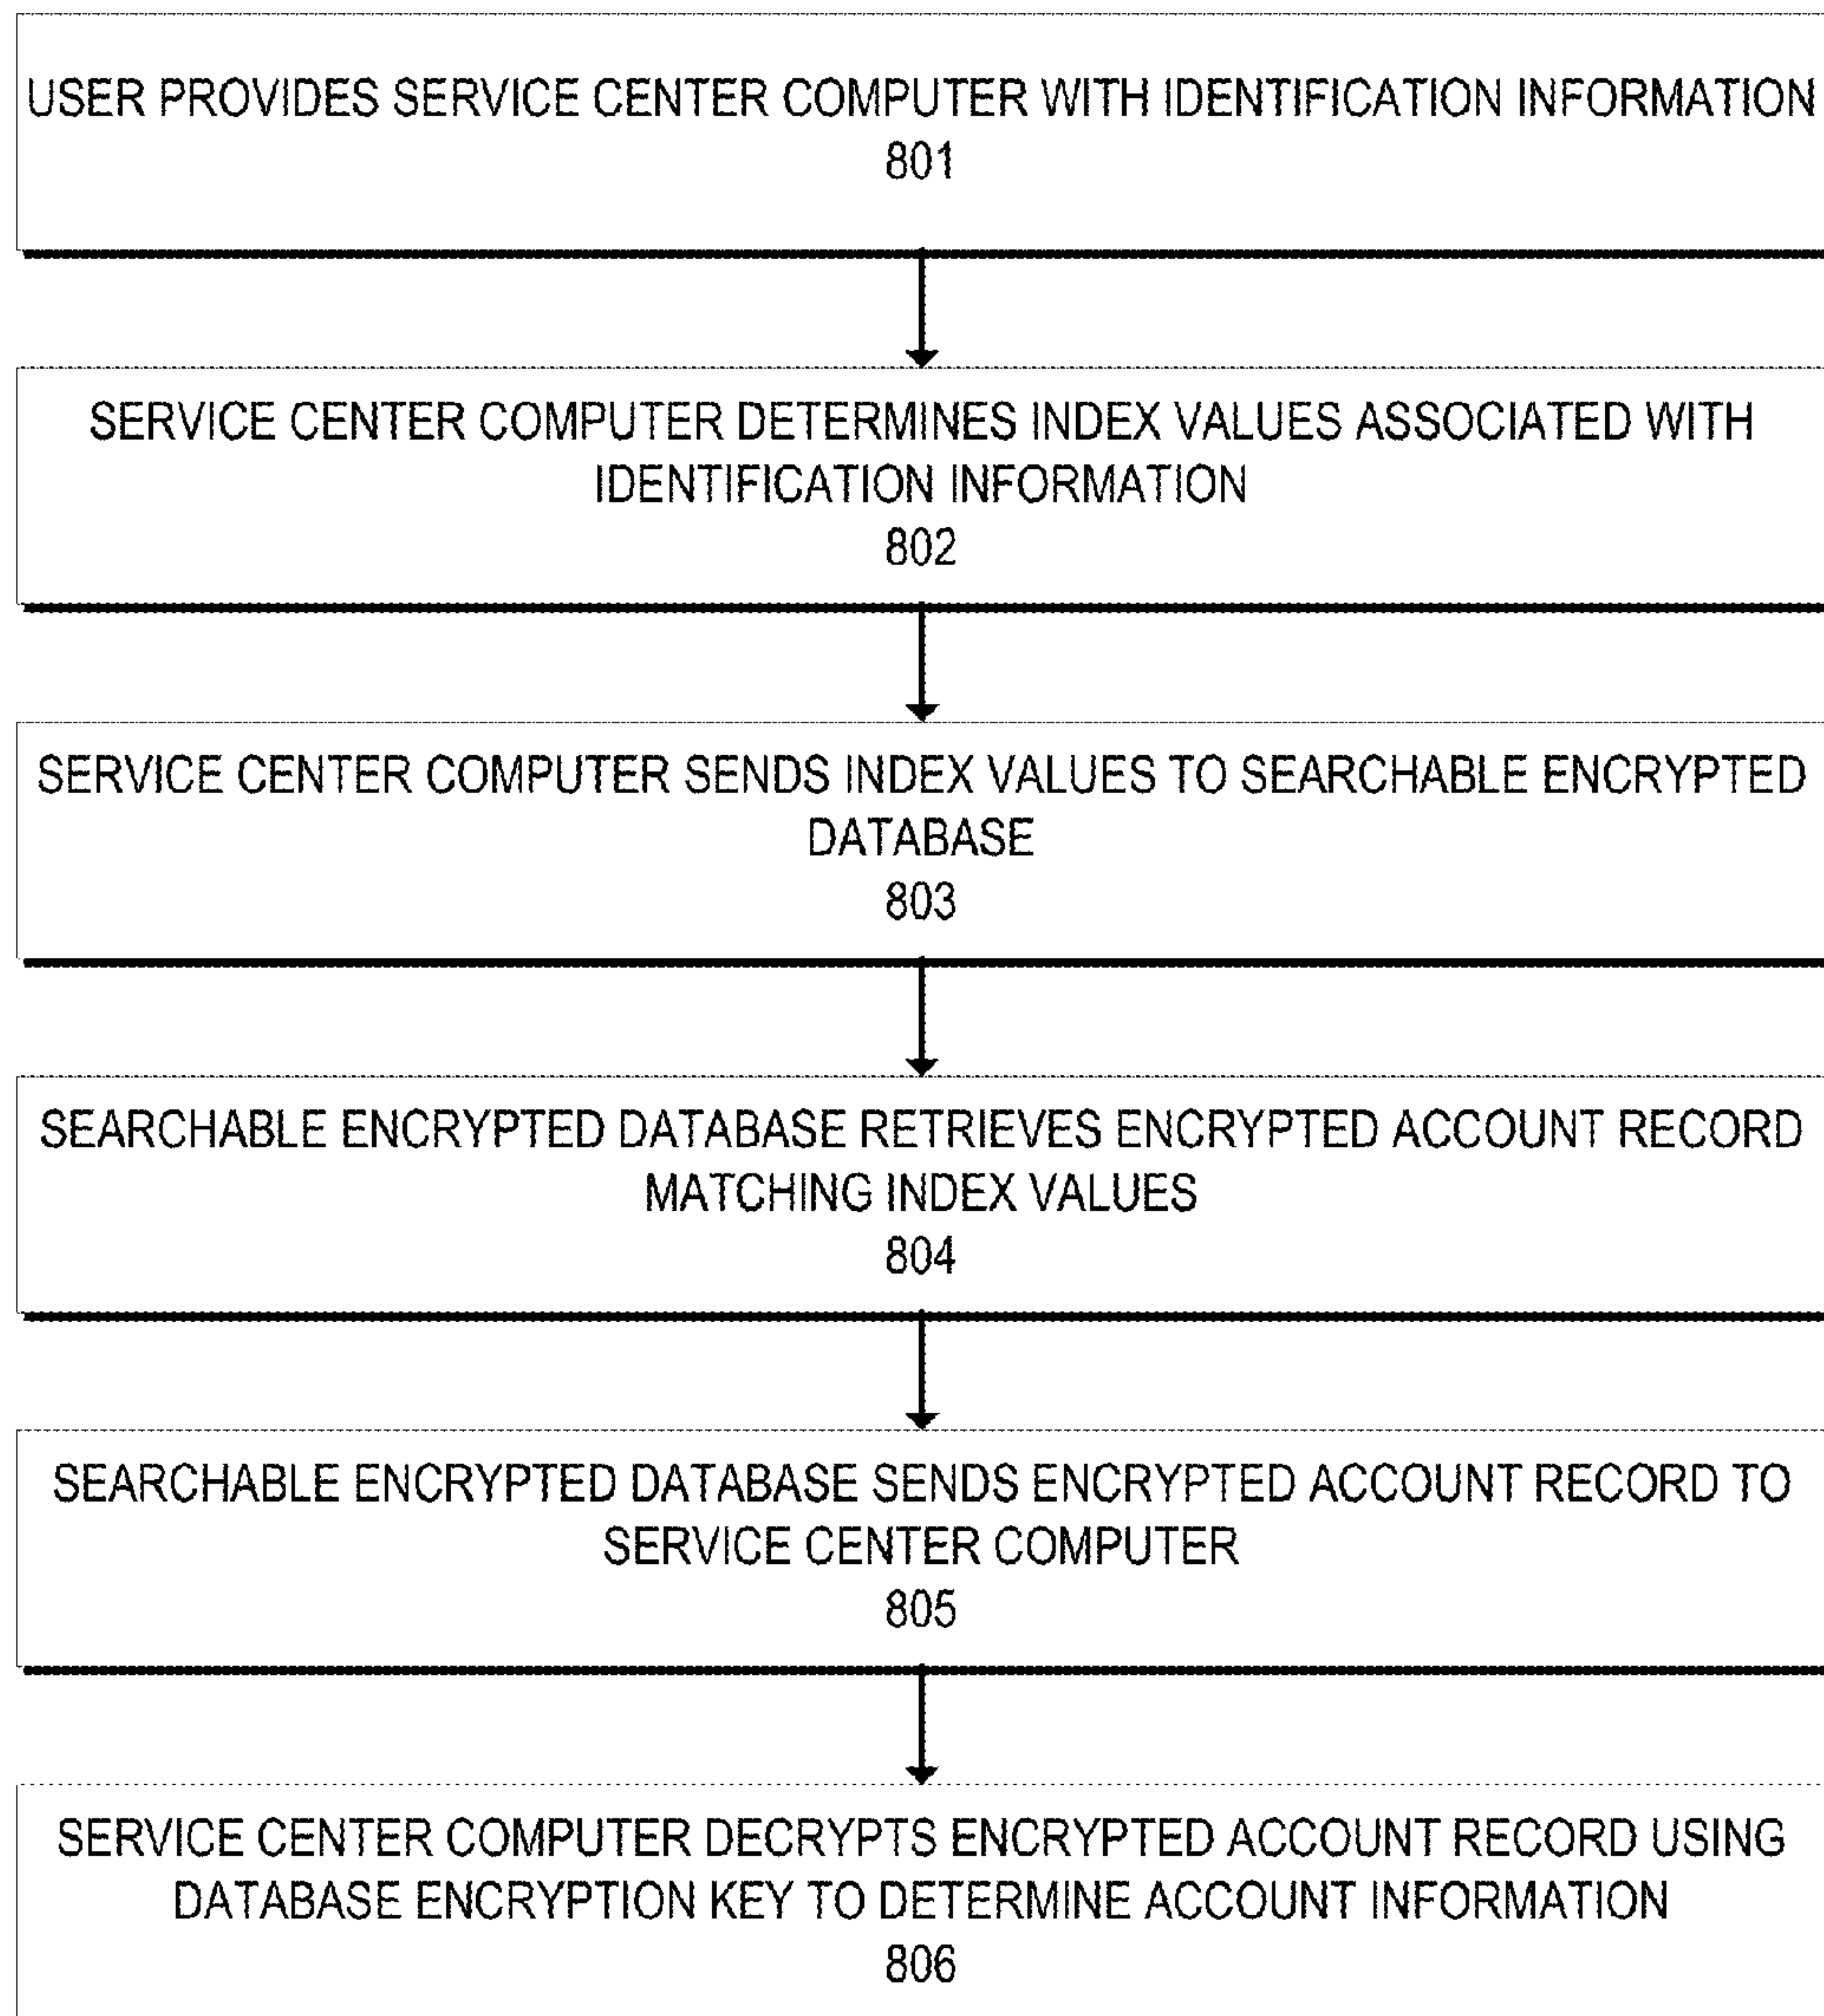 USER PROVIDES SERVICE CENTER COMPUTER WITH IDENTIFICATION INFORMATION
801
SERVICE CENTER COMPUTER DETERMINES INDEX VALUES ASSOCIATED WITH
IDENTIFICATION INFORMATION
802
SERVICE CENTER COMPUTER SENDS INDEX VALUES TO SEARCHABLE ENCRYPTED
DATABASE
803
SEARCHABLE ENCRYPTED DATABASE RETRIEVES ENCRYPTED ACCOUNT RECORD
MATCHING INDEX VALUES
804
SEARCHABLE ENCRYPTED DATABASE SENDS ENCRYPTED ACCOUNT RECORD TO
SERVICE CENTER COMPUTER
805
SERVICE CENTER COMPUTER DECRYPTS ENCRYPTED ACCOUNT RECORD USING
DATABASE ENCRYPTION KEY TO DETERMINE ACCOUNT INFORMATION
806